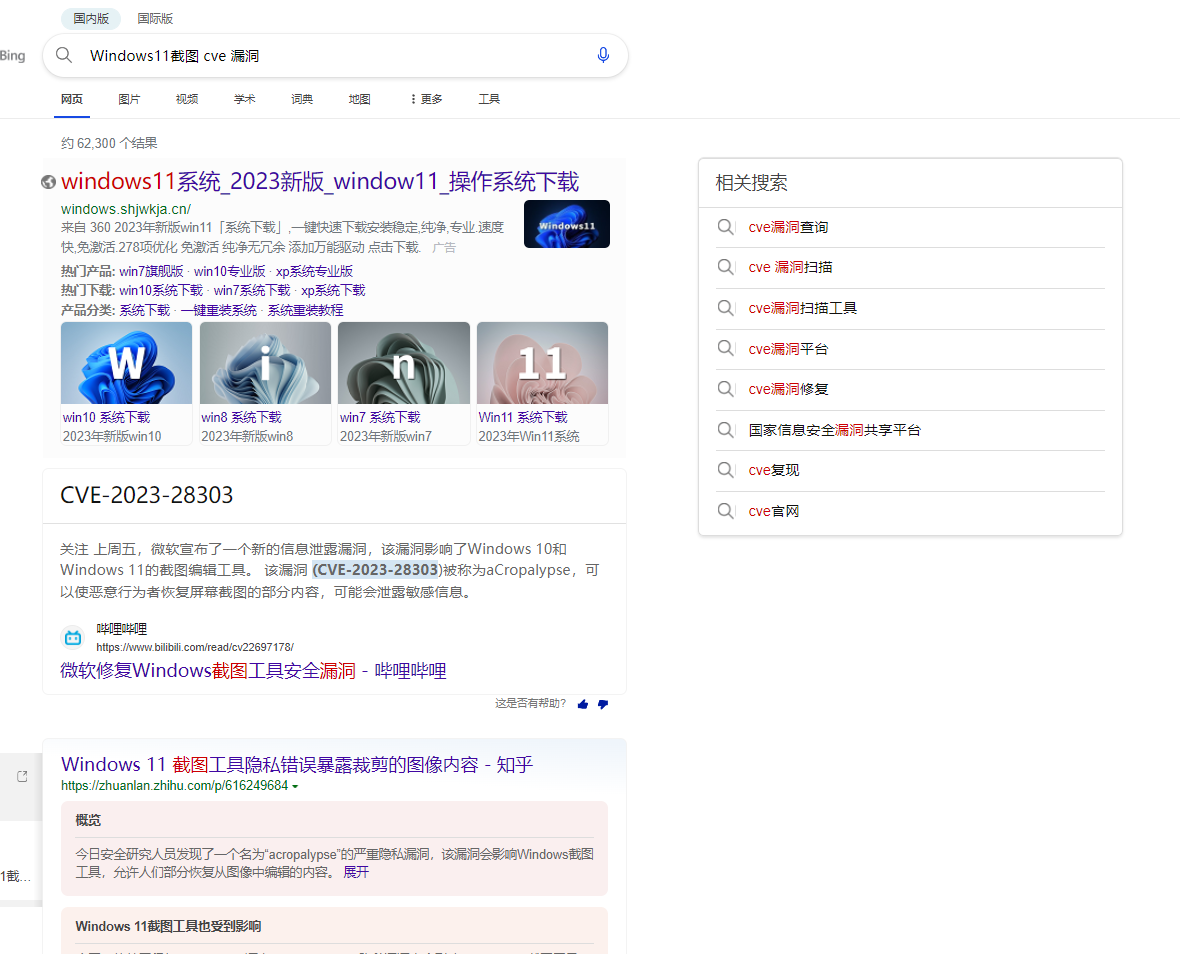 国内版 国际版
Bing
Windows11截图 cve 漏洞
网页 图片 视频 学术 词典 地图 更多 工具
约 62,300 个结果
windows11系统_2023新版_window11_操作系统下载
windows.shjwkja.cn/
来自 360 2023年新版win11「系统下载」,一键快速下载安装稳定,纯净,专业.速度
快,免激活.278项优化 免激活 纯净无冗余 添加万能驱动 点击下载. 广告
Windows11
热门产品: win7旗舰版 · win10专业版 · xp系统专业版
热门下载: win10系统下载 · win7系统下载 · xp系统下载
产品分类: 系统下载 · 一键重装系统 · 系统重装教程
W i n 11
win10 系统下载 win8 系统下载 win7 系统下载 Win11 系统下载
2023年新版win10 2023年新版win8 2023年新版win7 2023年Win11系统
CVE-2023-28303
关注 上周五，微软宣布了一个新的信息泄露漏洞，该漏洞影响了Windows 10和
Windows 11的截图编辑工具。 该漏洞 (CVE-2023-28303)被称为aCropalypse，可
以使恶意行为者恢复屏幕截图的部分内容，可能会泄露敏感信息。
哔哩哔哩
https://www.bilibili.com/read/cv22697178/
微软修复Windows截图工具安全漏洞 - 哔哩哔哩
这是否有帮助?
Windows 11 截图工具隐私错误暴露裁剪的图像内容 - 知乎
https://zhuanlan.zhihu.com/p/616249684
概览
今日安全研究人员发现了一个名为“acropalypse”的严重隐私漏洞，该漏洞会影响Windows截图
工具，允许人们部分恢复从图像中编辑的内容。 展开
1截...
Windows 11截图工具也受到影响
相关搜索
cve漏洞查询
cve 漏洞扫描
cve漏洞扫描工具
cve漏洞平台
cve漏洞修复
国家信息安全漏洞共享平台
cve复现
cve官网